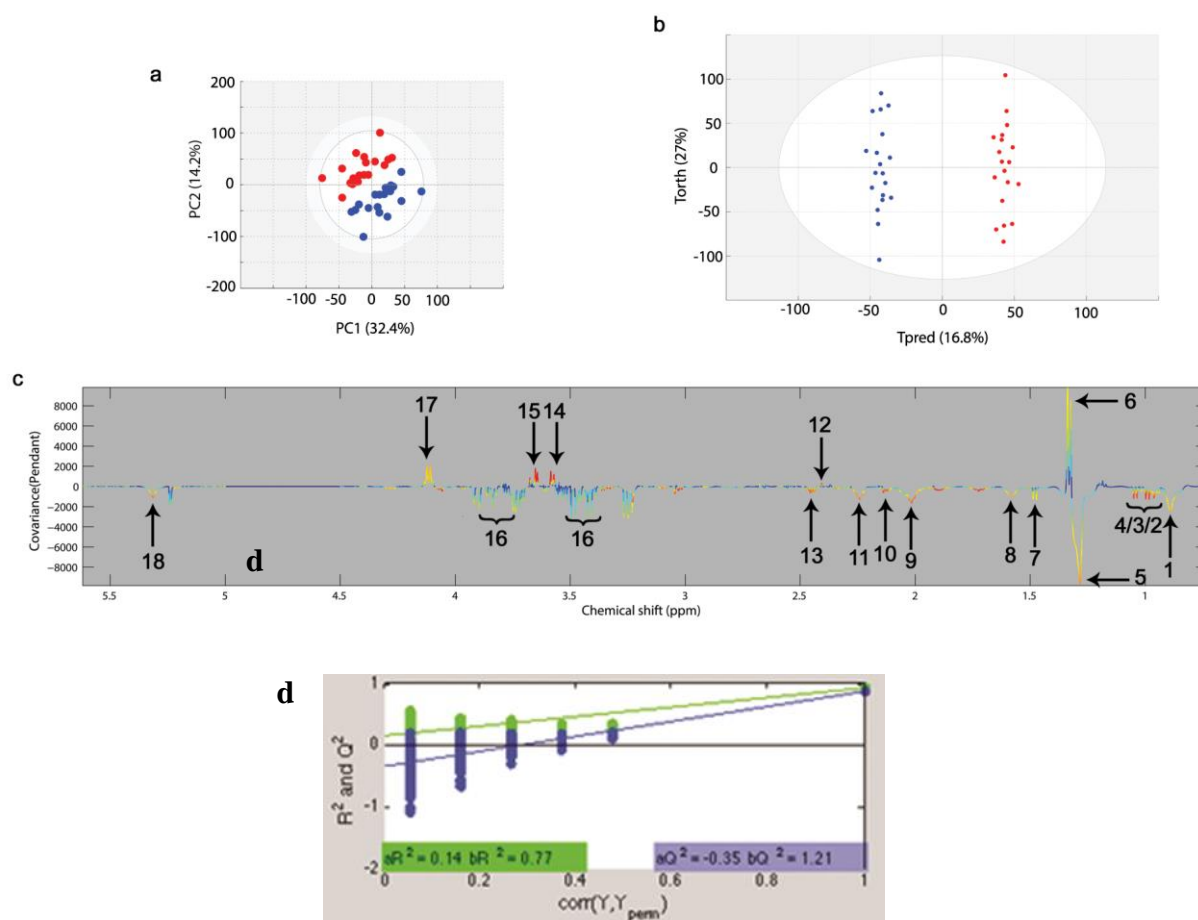 a
200
100
0
-100
-200
PC2 (14.2%)
-100 -50 0 50 100
PC1 (32.4%)
b
100
50
0
-50
-100
Torth (27%)
-100 -50 0 50 100
Tpred (16.8%)
c
8000
6000
4000
2000
0
-2000
-4000
-6000
-8000
Covariance(Pendant)
17
15 14
12
6
18
d
16
16
13
11
10
9
8
7
4/3/2
5
1
5.5 5 4.5 4 3.5 3 2.5 2 1.5 1
Chemical shift (ppm)
d
1
0
-1
-2
R² and Q²
aR² = 0.14 bR² = 0.77
aQ² = -0.35 bQ² = 1.21
0 0.2 0.4 0.6 0.8 1
corr(Y,Yperm)